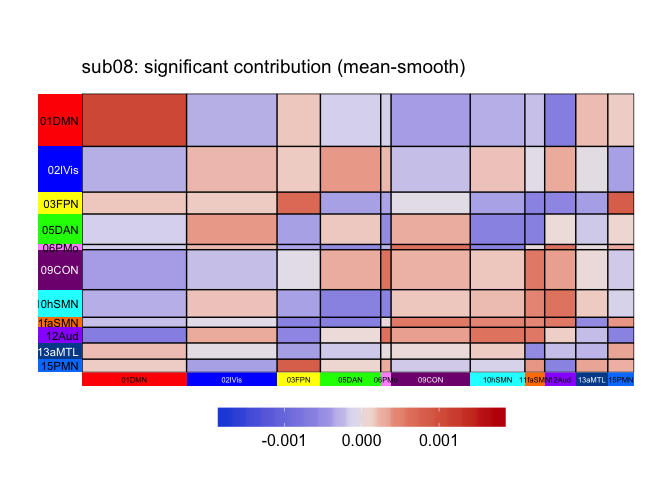 sub08: significant contribution (mean-smooth)
01DMN
02lVis
03FPN
05DAN
06PMo
09CON
10hSMN
1faSMN
12Aud
13aMTL
15PMN
01DMN 02lVis 03FPN 05DAN 06PMo 09CON 10hSMN 11faSMN 12Aud 13aMTL 15PMN
-0.001 0.000 0.001